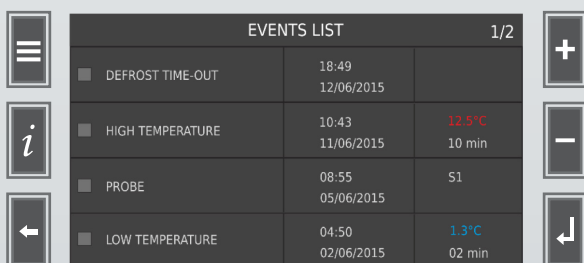 EVENTS LIST 1/2
DEFROST TIME-OUT
18:49
12/06/2015
HIGH TEMPERATURE
10:43
11/06/2015
12.5°C
10 min
PROBE
08:55
05/06/2015
S1
LOW TEMPERATURE
04:50
02/06/2015
1.3°C
02 min
i
+
−